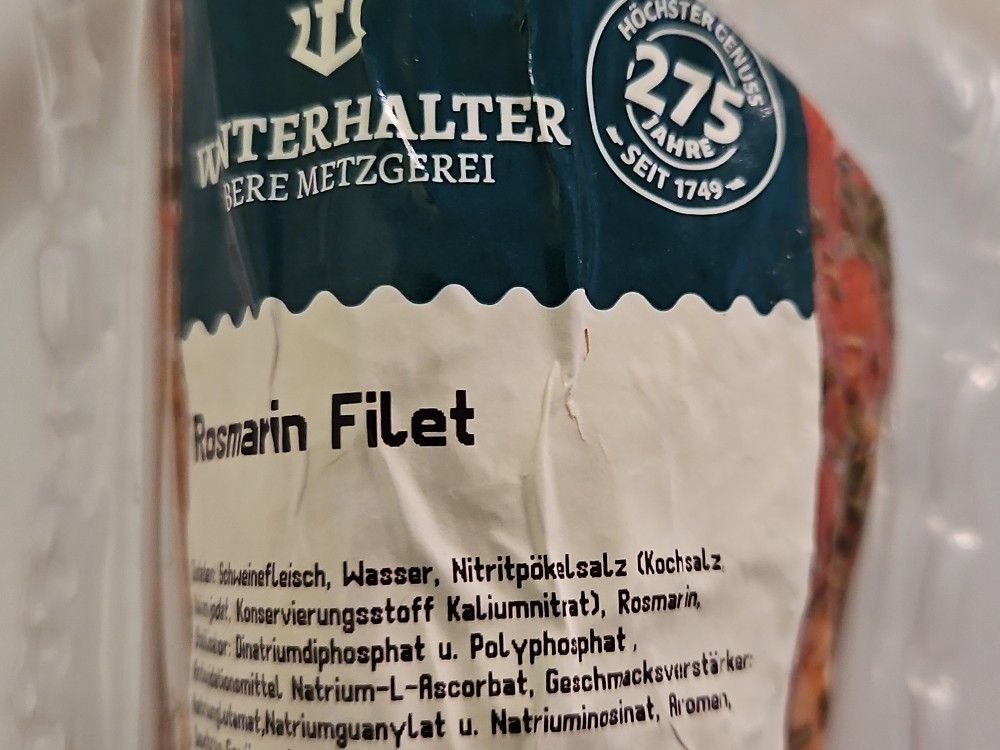 HÖCHSTER GENUSS
275
JAHRE
SEIT 1749
WINTERHALTER
BERE METZGEREI
Rosmarin Filet
Schweinefleisch, Wasser, Nitritpökelsalz (Kochsalz,
Konservierungsstoff Kaliumnitrat), Rosmarin,
Dinatriumdiphosphat u. Polyphosphat,
Natrium-L-Ascorbat, Geschmacksverstärker:
Natriumguanylat u. Natriuminosinat, Aromen,